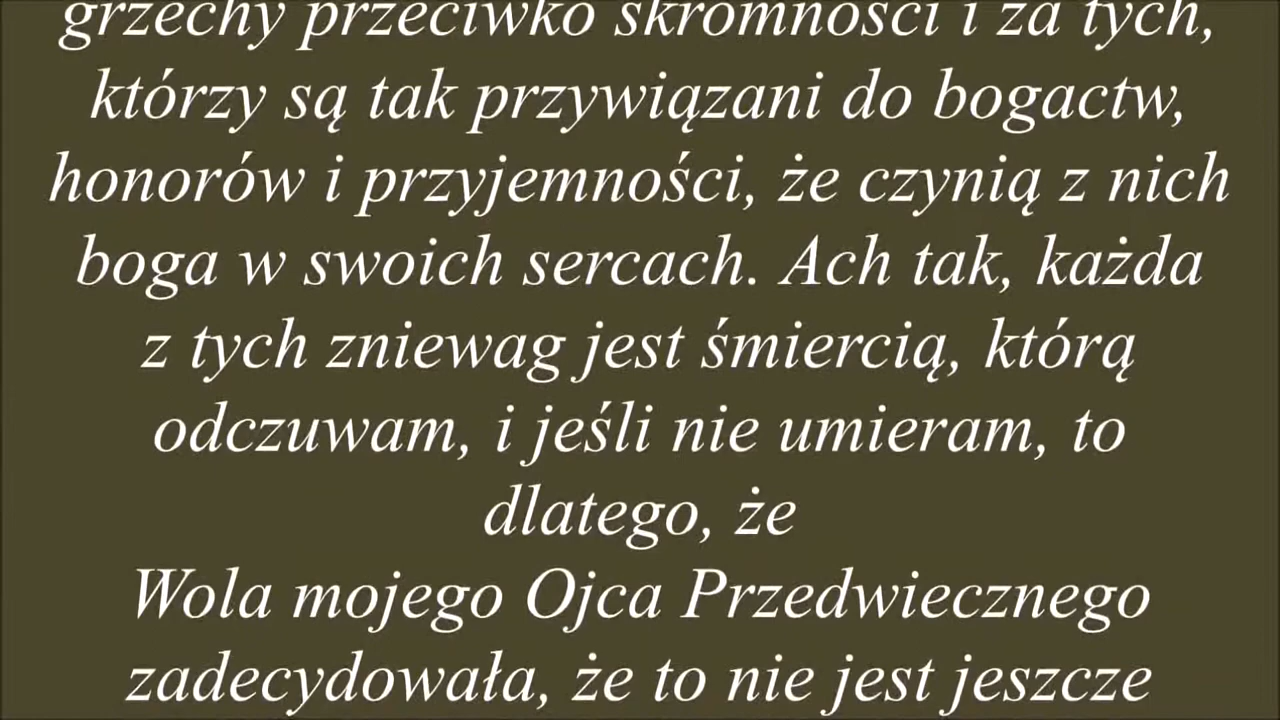 grzechy przeciwko skromności i za tych,
którzy są tak przywiązani do bogactw,
honorów i przyjemności, że czynią z nich
boga w swoich sercach. Ach tak, każda
z tych zniewag jest śmiercią, którą
odczuwam, i jeśli nie umieram, to
dlatego, że
Wola mojego Ojca Przedwiecznego
zadecydowała, że to nie jest jeszcze